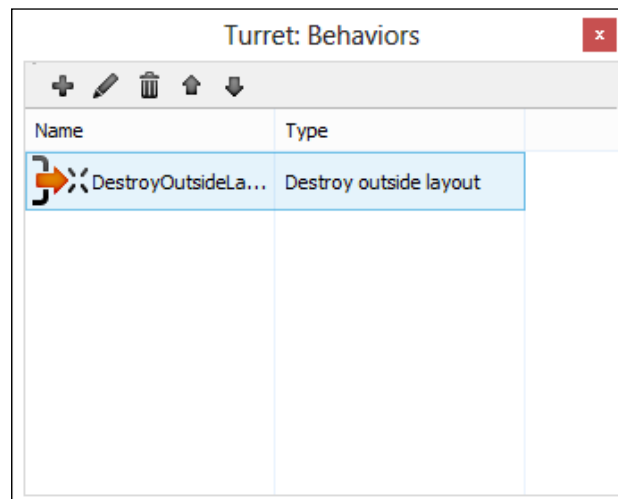 Turret: Behaviors
x
Name Type
DestroyOutsideLa... Destroy outside layout